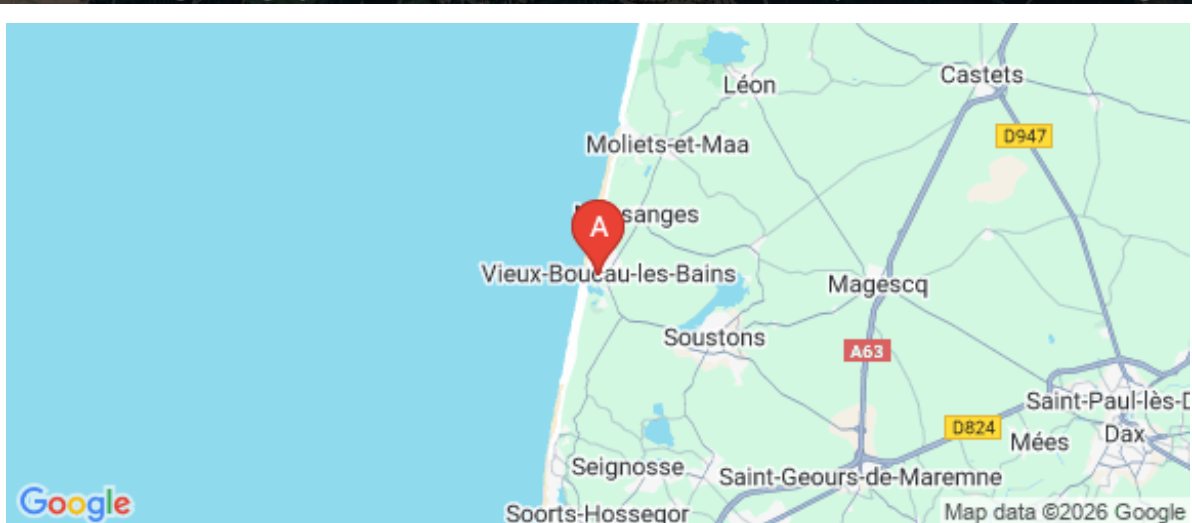 Léon
Castets
D947
Moliets-et-Maa
sanges
A
Vieux-Boucau-les-Bains
Magescq
Soustons
A63
Saint-Paul-lès-D
D824
Mées
Dax
Seignosse
Saint-Geours-de-Maremne
Soorts-Hossegor
Google
Map data ©2026 Google